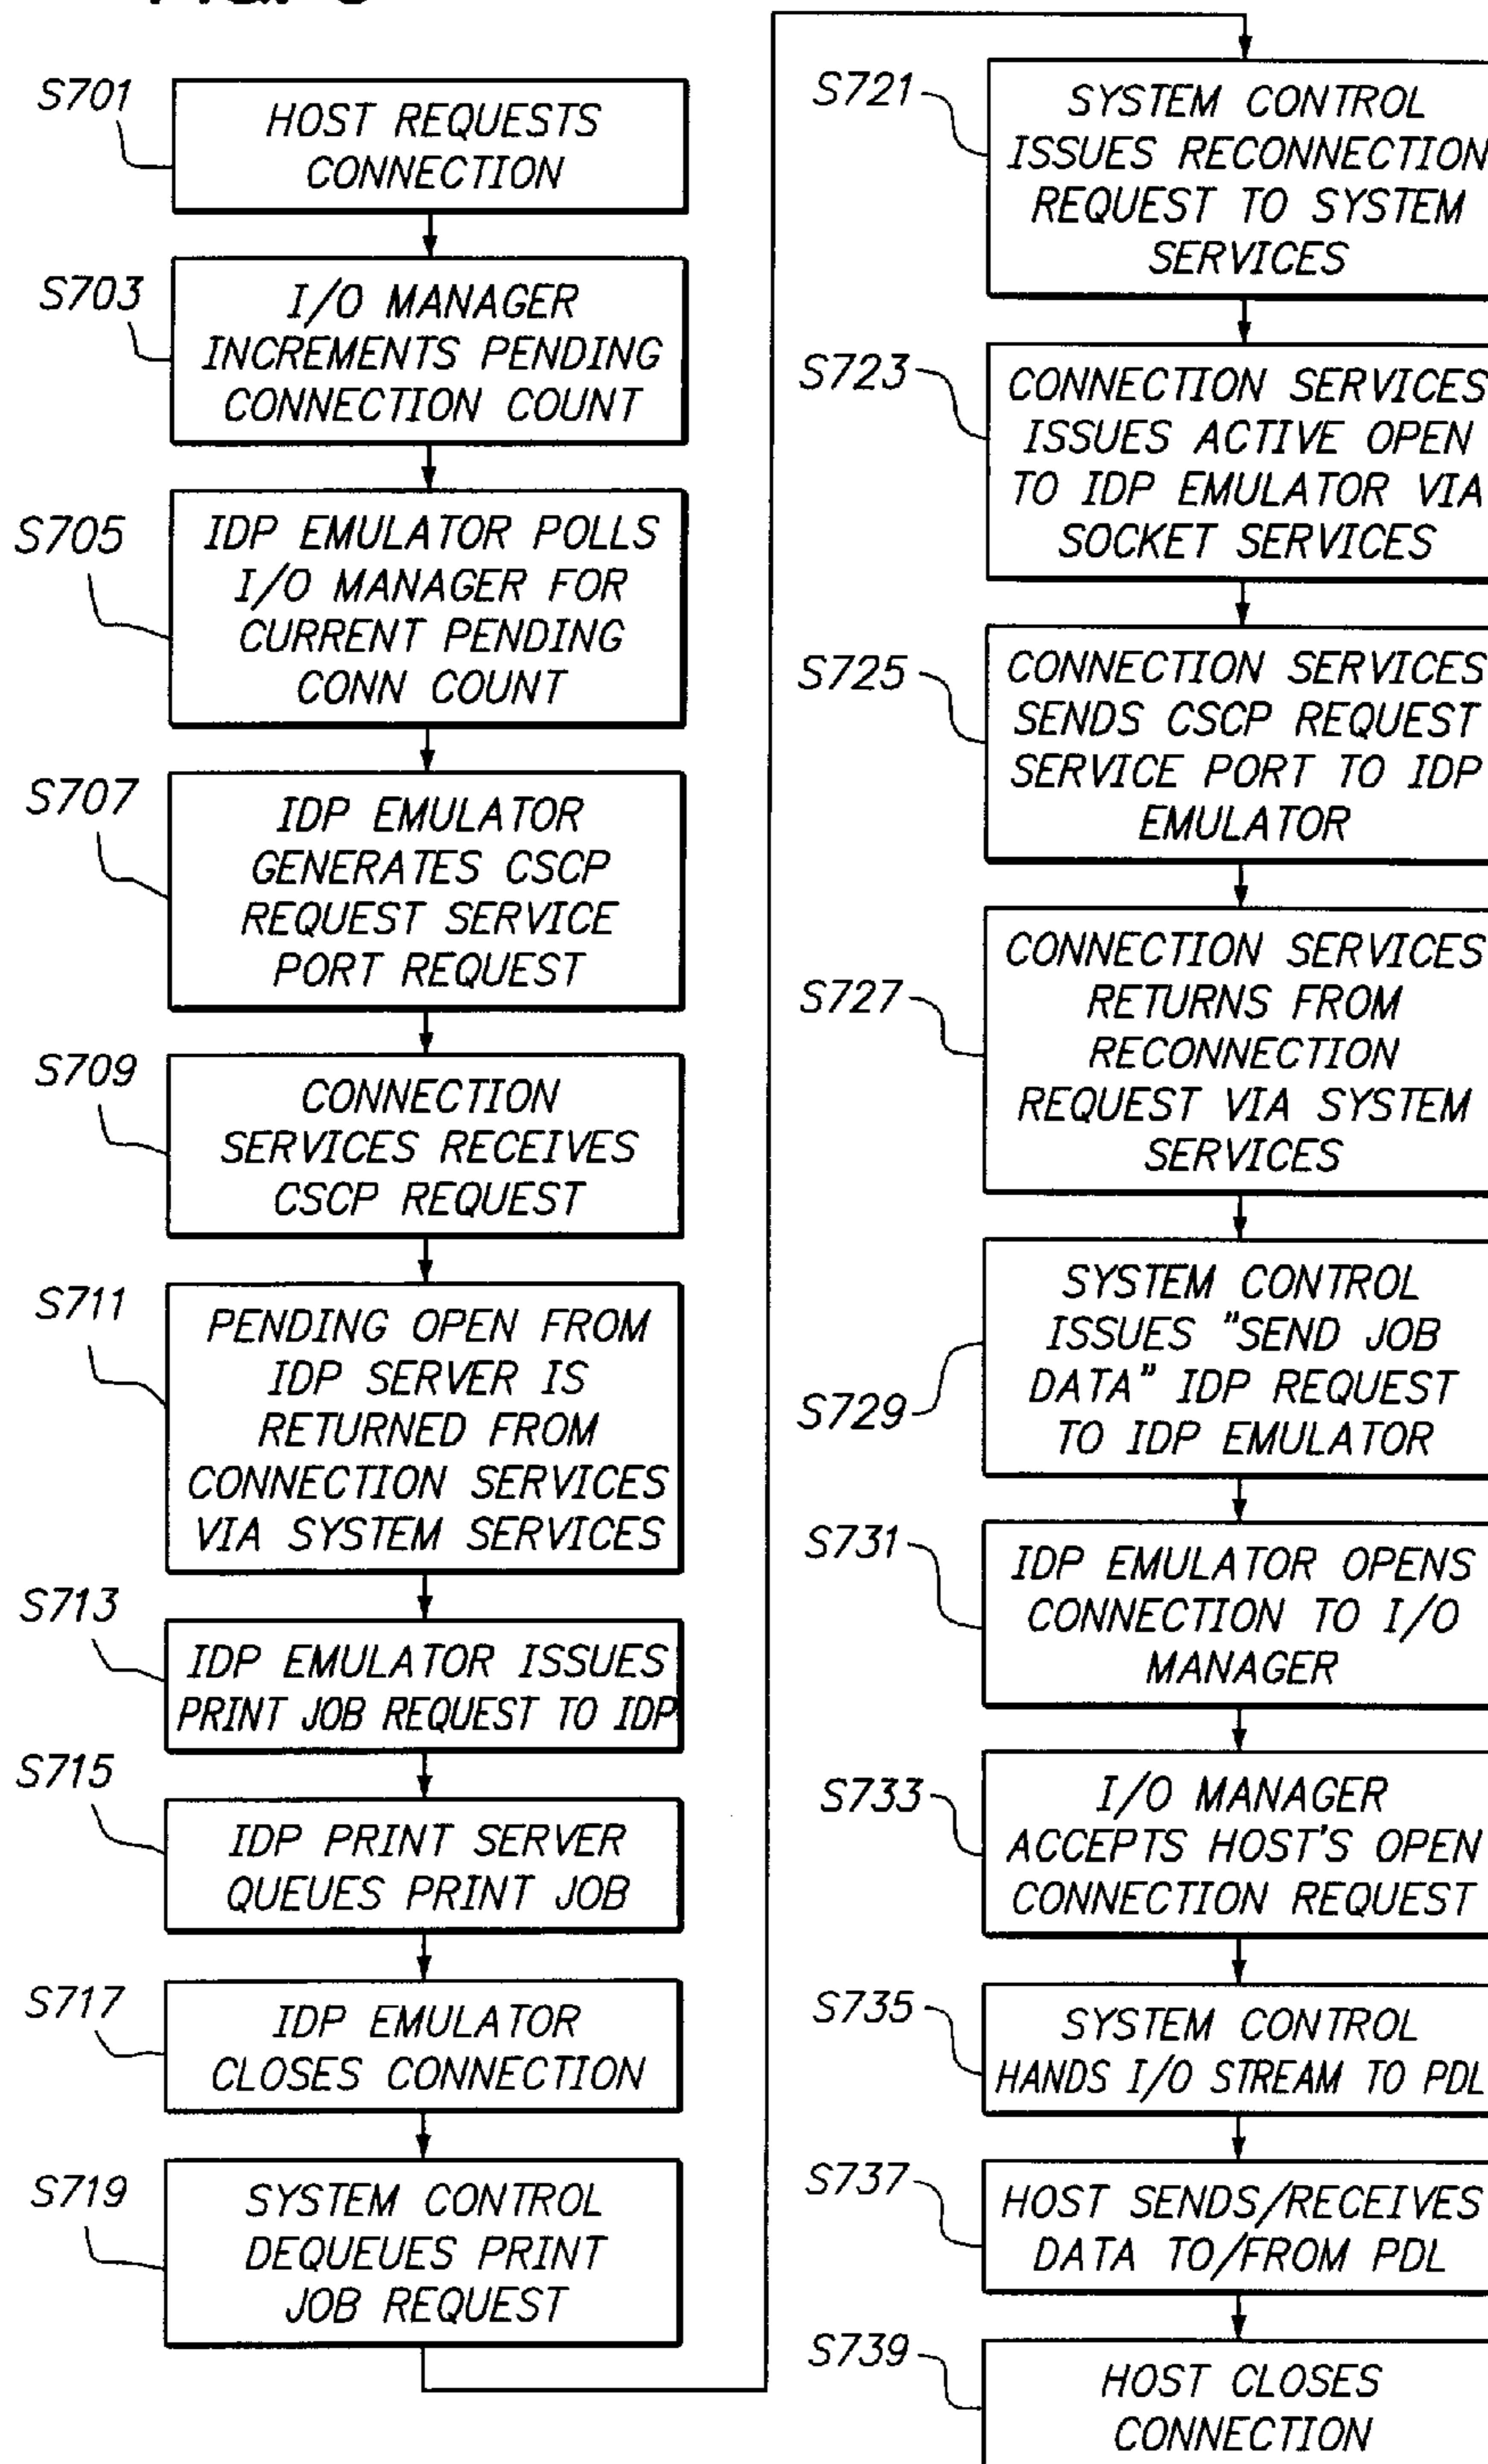 S701
HOST REQUESTS
CONNECTION
S703
I/O MANAGER
INCREMENTS PENDING
CONNECTION COUNT
S705
IDP EMULATOR POLLS
I/O MANAGER FOR
CURRENT PENDING
CONN COUNT
S707
IDP EMULATOR
GENERATES CSCP
REQUEST SERVICE
PORT REQUEST
S709
CONNECTION
SERVICES RECEIVES
CSCP REQUEST
S711
PENDING OPEN FROM
IDP SERVER IS
RETURNED FROM
CONNECTION SERVICES
VIA SYSTEM SERVICES
S713
IDP EMULATOR ISSUES
PRINT JOB REQUEST TO IDP
S715
IDP PRINT SERVER
QUEUES PRINT JOB
S717
IDP EMULATOR
CLOSES CONNECTION
S719
SYSTEM CONTROL
DEQUEUES PRINT
JOB REQUEST
S721
SYSTEM CONTROL
ISSUES RECONNECTION
REQUEST TO SYSTEM
SERVICES
S723
CONNECTION SERVICES
ISSUES ACTIVE OPEN
TO IDP EMULATOR VIA
SOCKET SERVICES
S725
CONNECTION SERVICES
SENDS CSCP REQUEST
SERVICE PORT TO IDP
EMULATOR
S727
CONNECTION SERVICES
RETURNS FROM
RECONNECTION
REQUEST VIA SYSTEM
SERVICES
S729
SYSTEM CONTROL
ISSUES "SEND JOB
DATA" IDP REQUEST
TO IDP EMULATOR
S731
IDP EMULATOR OPENS
CONNECTION TO I/O
MANAGER
S733
I/O MANAGER
ACCEPTS HOST'S OPEN
CONNECTION REQUEST
S735
SYSTEM CONTROL
HANDS I/O STREAM TO PDL
S737
HOST SENDS/RECEIVES
DATA TO/FROM PDL
S739
HOST CLOSES
CONNECTION